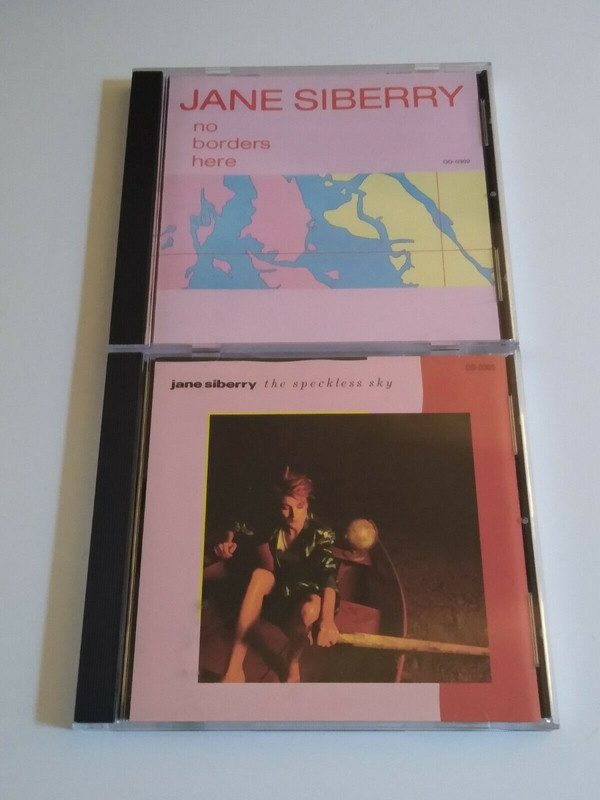 JANE SIBERRY
no
borders
here
jane siberry the speckless sky